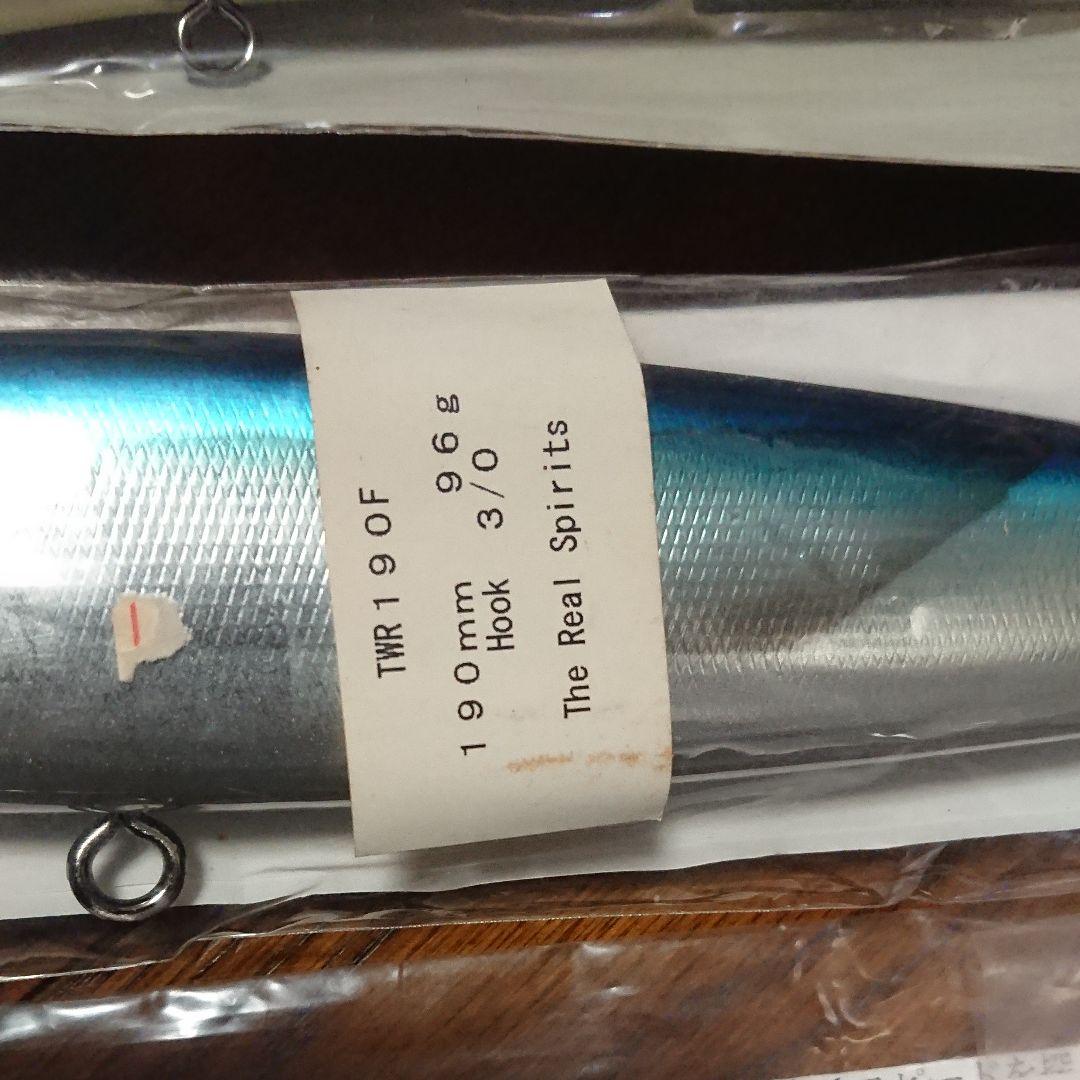 TWR190F
190mm 96g
Hook 3/0
The Real Spirits